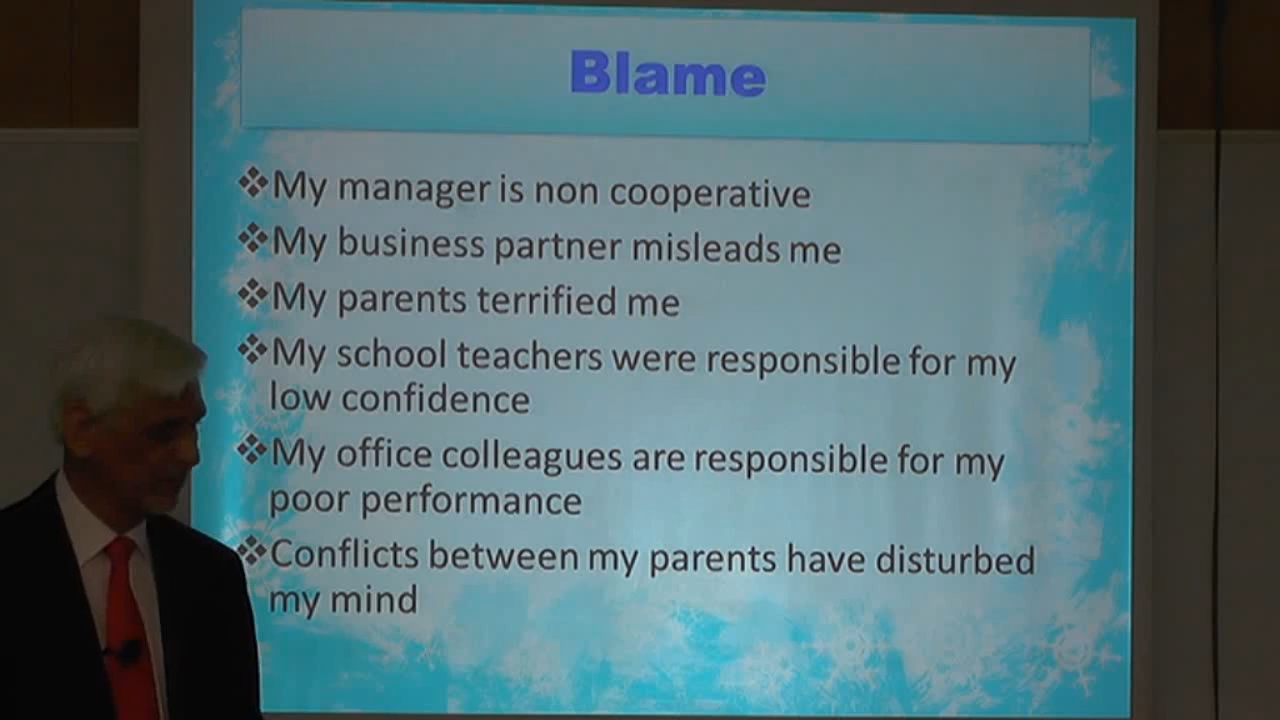 Blame
❖My manager is non cooperative
❖My business partner misleads me
❖My parents terrified me
❖My school teachers were responsible for my
low confidence
❖My office colleagues are responsible for my
poor performance
❖Conflicts between my parents have disturbed
my mind